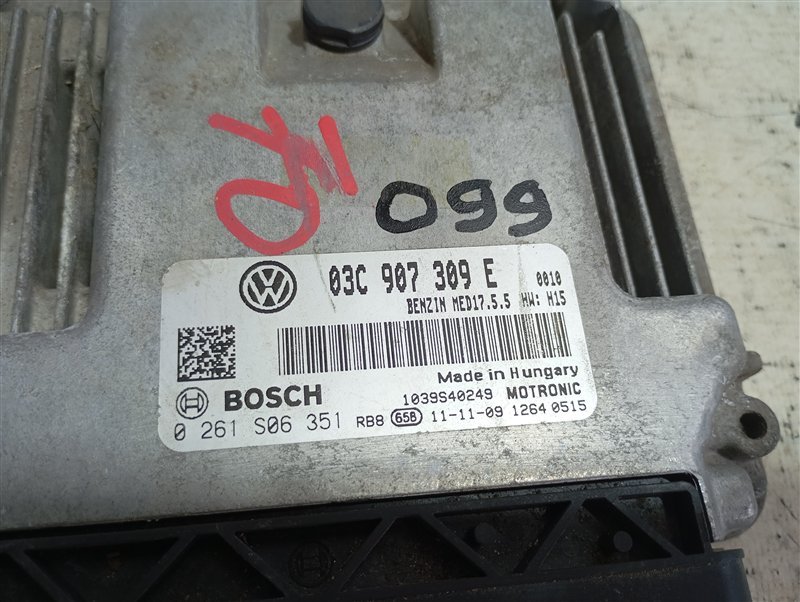 099
03C 907 309 E 0010
BENZIN MED17.5.5 HW: H15
Made in Hungary
BOSCH 1039S40249 MOTRONIC
0 261 S06 351 RB8 658 11-11-09 1264 0515